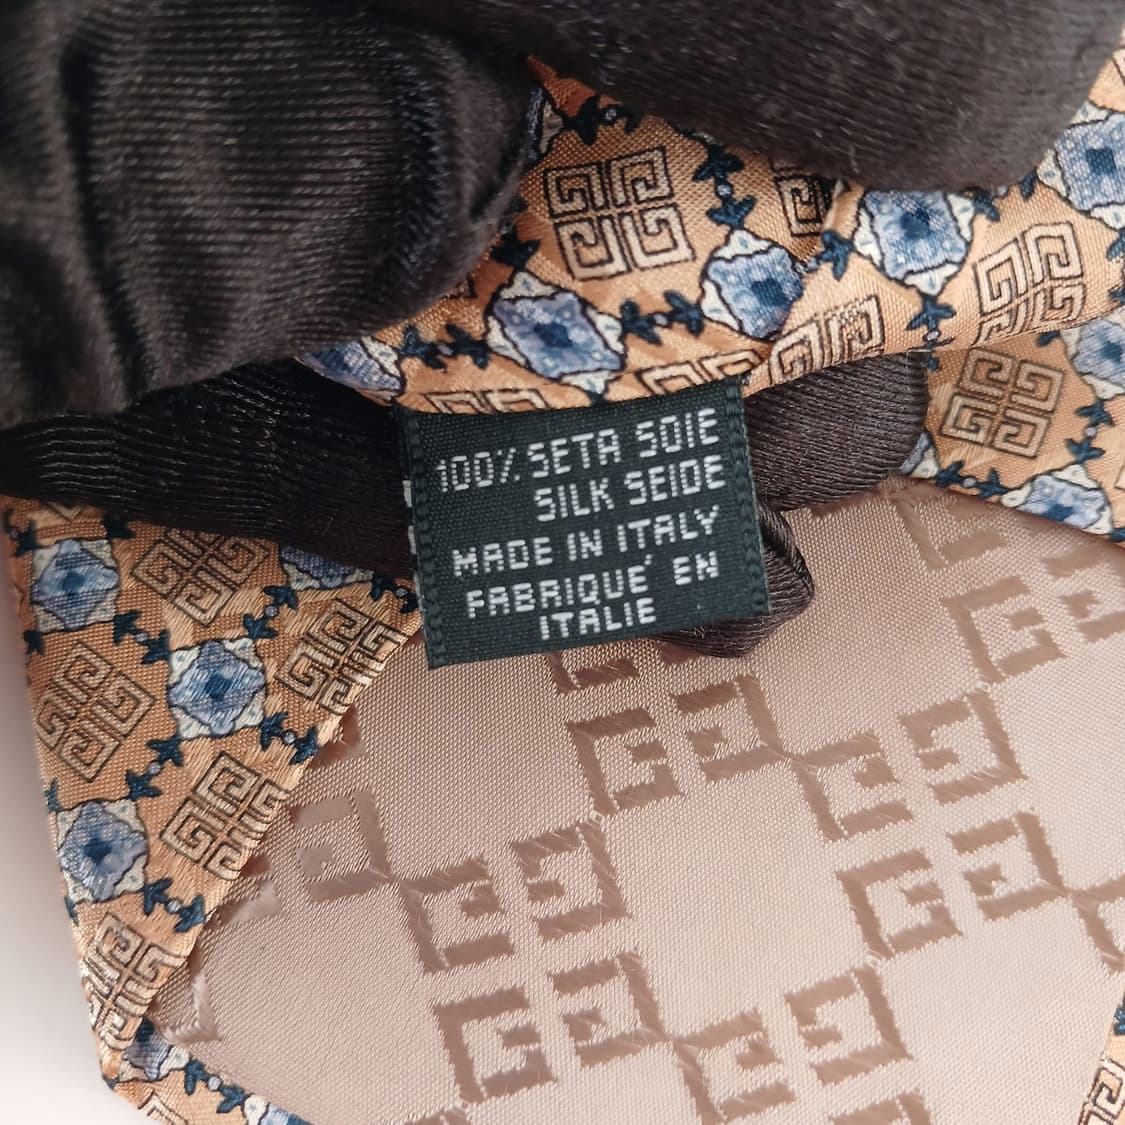 100% SETA SOIE
SILK SEIDE
MADE IN ITALY
FABRIQUE' EN
ITALIE